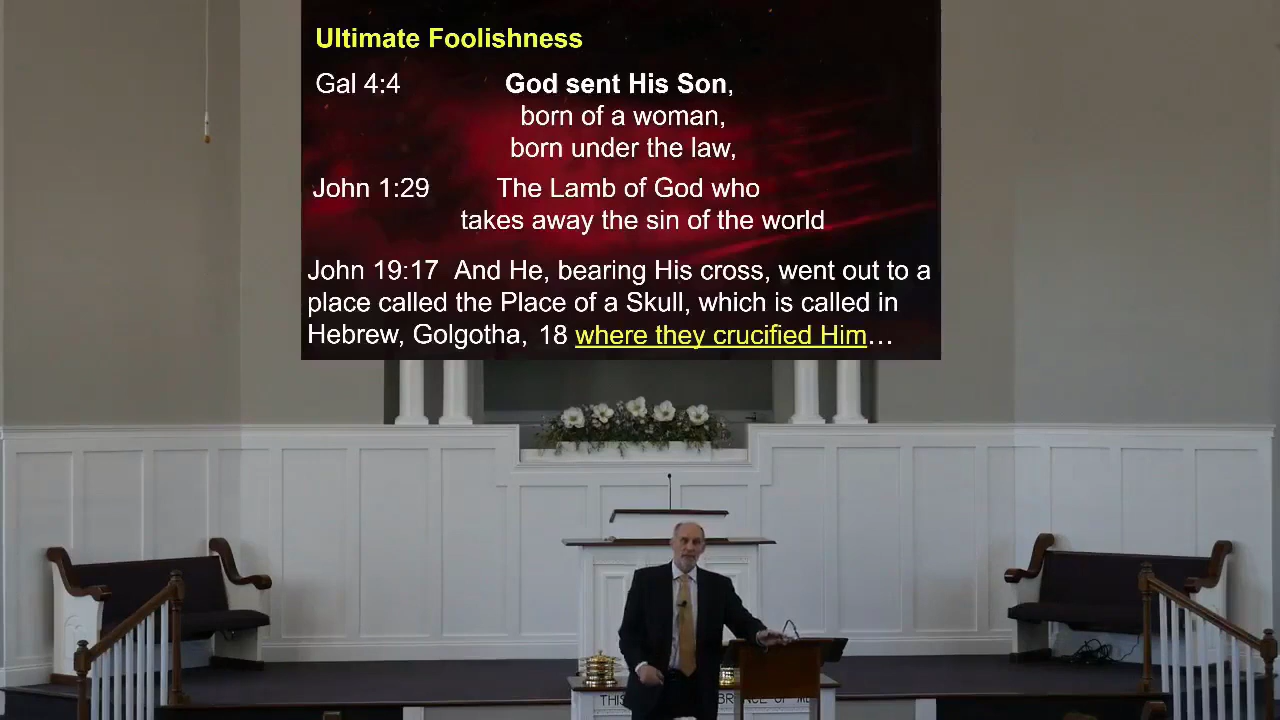 Ultimate Foolishness
Gal 4:4 God sent His Son,
born of a woman,
born under the law,
John 1:29 The Lamb of God who
takes away the sin of the world
John 19:17 And He, bearing His cross, went out to a
place called the Place of a Skull, which is called in
Hebrew, Golgotha, 18 where they crucified Him…
THIS OF ME